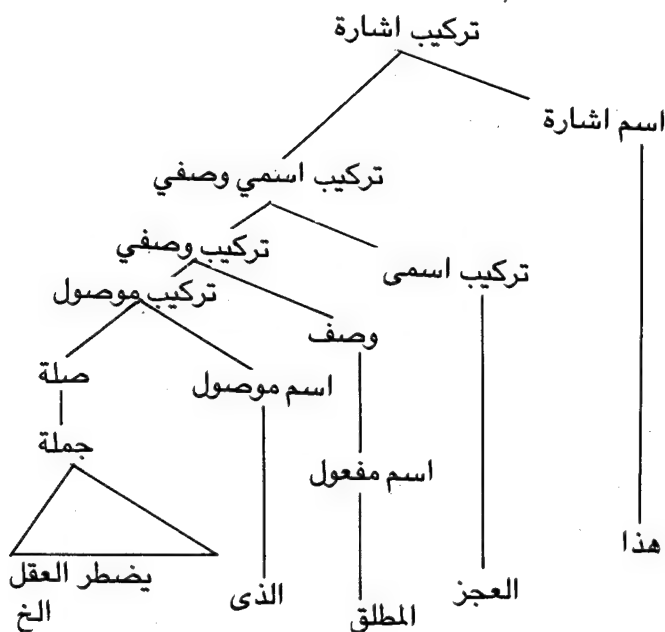 تركيب اشارة
اسم اشارة
تركيب اسمي وصفي
تركيب وصفي
تركيب اسمى
تركيب موصول
وصف
صلة
اسم موصول
جملة
اسم مفعول
هذا
يضطر العقل
العجز
الذى
المطلق
الخ